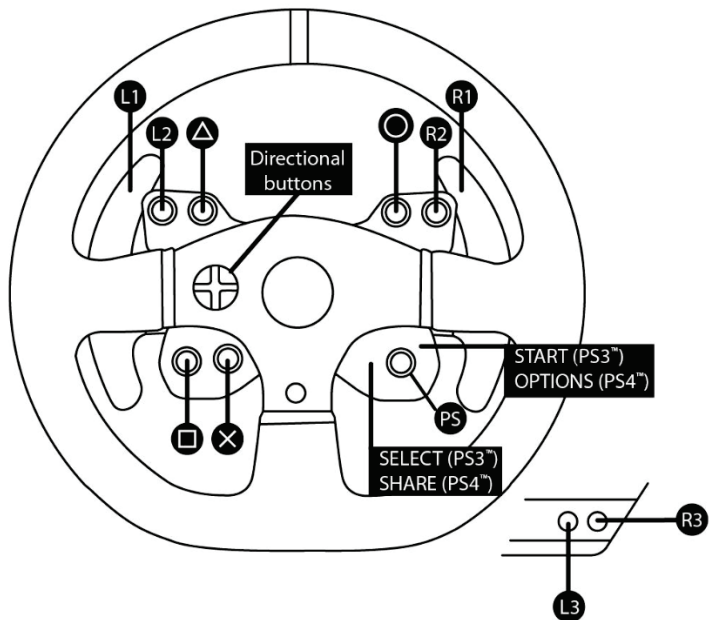 L1
R1
L2
R2
Directional
buttons
START (PS3™)
OPTIONS (PS4™)
PS
SELECT (PS3™)
SHARE (PS4™)
R3
L3